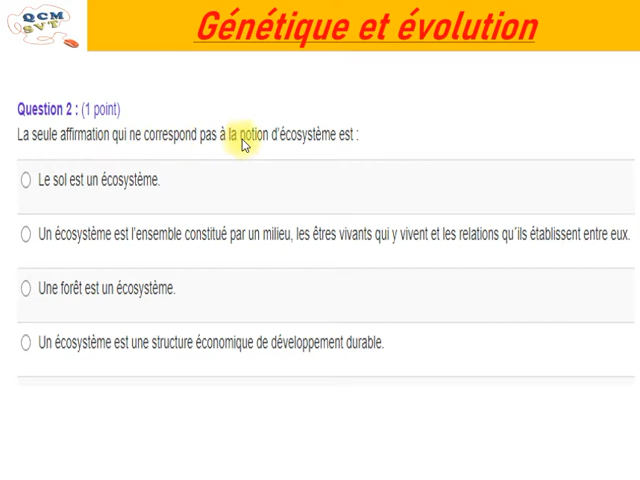 QCM
SVT
Génétique et évolution
Question 2 : (1 point)
La seule affirmation qui ne correspond pas à la notion d'écosystème est :
Le sol est un écosystème.
Un écosystème est l'ensemble constitué par un milieu, les êtres vivants qui y vivent et les relations qu'ils établissent entre eux.
Une forêt est un écosystème.
Un écosystème est une structure économique de développement durable.